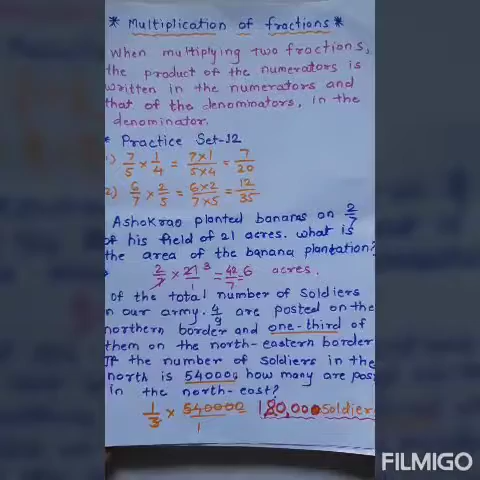 * Multiplication of fractions *
When multiplying two fractions,
the product of the numerators is
written in the numerators and
that of the denominators, in the
denominator.
* Practice Set-12
1) 7/5 × 1/4 = 7×1/5×4 = 7/20
2) 6/7 × 2/5 = 6×2/7×5 = 12/35
Ashokrao planted bananas on 2/7
of his field of 21 acres. What is
the area of the banana plantation?
2/7 × 21/1 3 = 42/7 = 6 acres.
Of the total number of soldiers
in our army. 4/9 are posted on the
northern border and one-third of
them on the north-eastern border
If the number of soldiers in the
north is 540000 how many are pos
in the north-east?
1/3 × 540000/1 180,000 soldier
FILMIGO